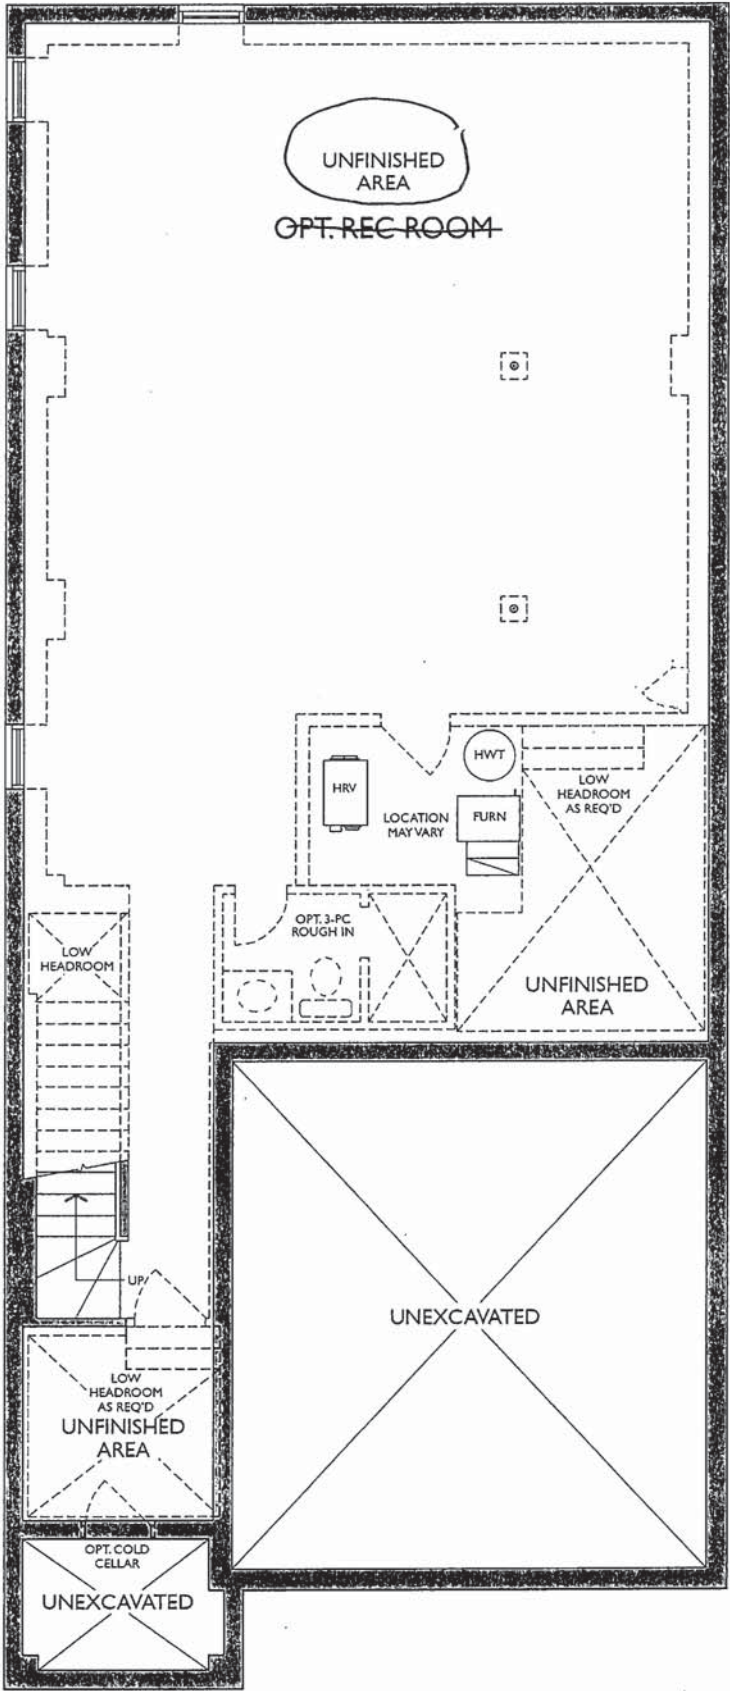 UNFINISHED
AREA
OPT. REC ROOM
HWT
HRV
LOW
HEADROOM
AS REQ'D
LOCATION
MAY VARY
FURN
OPT. 3-PC
ROUGH IN
LOW
HEADROOM
UNFINISHED
AREA
UP
UNEXCAVATED
LOW
HEADROOM
AS REQ'D
UNFINISHED
AREA
OPT. COLD
CELLAR
UNEXCAVATED